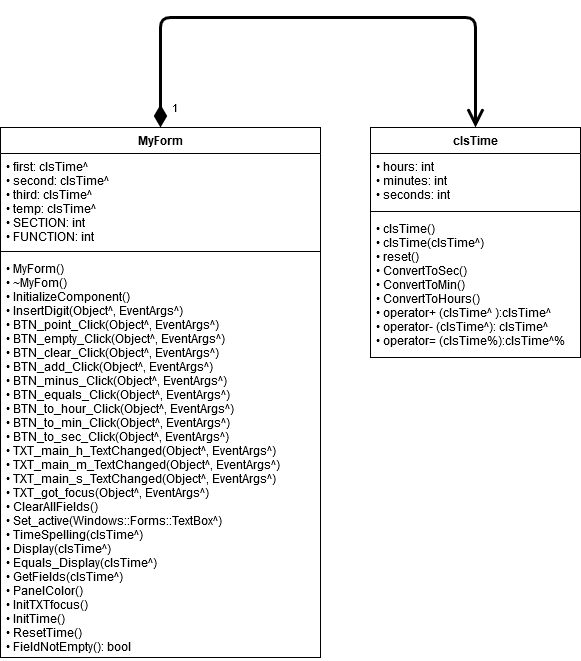 1
MyForm
• first: clsTime^
• second: clsTime^
• third: clsTime^
• temp: clsTime^
• SECTION: int
• FUNCTION: int
• MyForm()
• ~MyFom()
• InitializeComponent()
• InsertDigit(Object^, EventArgs^)
• BTN_point_Click(Object^, EventArgs^)
• BTN_empty_Click(Object^, EventArgs^)
• BTN_clear_Click(Object^, EventArgs^)
• BTN_add_Click(Object^, EventArgs^)
• BTN_minus_Click(Object^, EventArgs^)
• BTN_equals_Click(Object^, EventArgs^)
• BTN_to_hour_Click(Object^, EventArgs^)
• BTN_to_min_Click(Object^, EventArgs^)
• BTN_to_sec_Click(Object^, EventArgs^)
• TXT_main_h_TextChanged(Object^, EventArgs^)
• TXT_main_m_TextChanged(Object^, EventArgs^)
• TXT_main_s_TextChanged(Object^, EventArgs^)
• TXT_got_focus(Object^, EventArgs^)
• ClearAllFields()
• Set_active(Windows::Forms::TextBox^)
• TimeSpelling(clsTime^)
• Display(clsTime^)
• Equals_Display(clsTime^)
• GetFields(clsTime^)
• PanelColor()
• InitTXTfocus()
• InitTime()
• ResetTime()
• FieldNotEmpty(): bool
clsTime
• hours: int
• minutes: int
• seconds: int
• clsTime()
• clsTime(clsTime^)
• reset()
• ConvertToSec()
• ConvertToMin()
• ConvertToHours()
• operator+ (clsTime^ ):clsTime^
• operator- (clsTime^): clsTime^
• operator= (clsTime%):clsTime^%